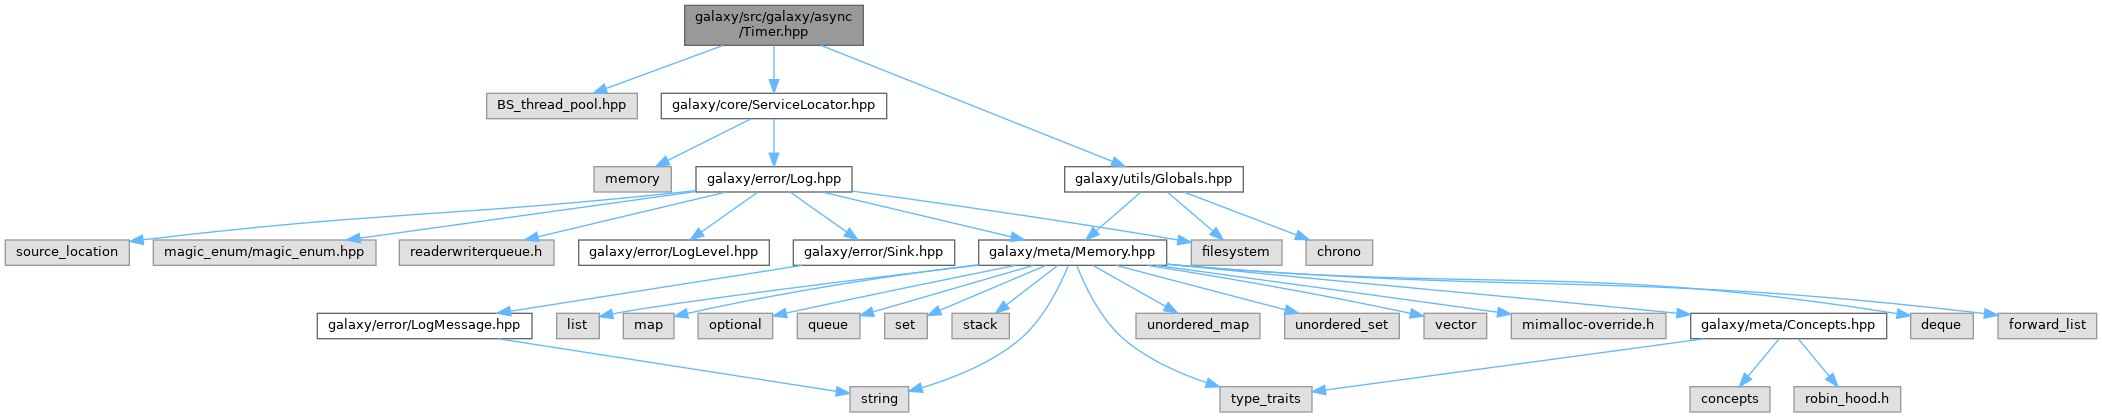 galaxy/src/galaxy/async
/Timer.hpp
BS_thread_pool.hpp
galaxy/core/ServiceLocator.hpp
memory
galaxy/error/Log.hpp
galaxy/utils/Globals.hpp
source_location
magic_enum/magic_enum.hpp
readerwriterqueue.h
galaxy/error/LogLevel.hpp
galaxy/error/Sink.hpp
galaxy/meta/Memory.hpp
filesystem
chrono
galaxy/error/LogMessage.hpp
list
map
optional
queue
set
stack
unordered_map
unordered_set
vector
mimalloc-override.h
galaxy/meta/Concepts.hpp
deque
forward_list
string
type_traits
concepts
robin_hood.h